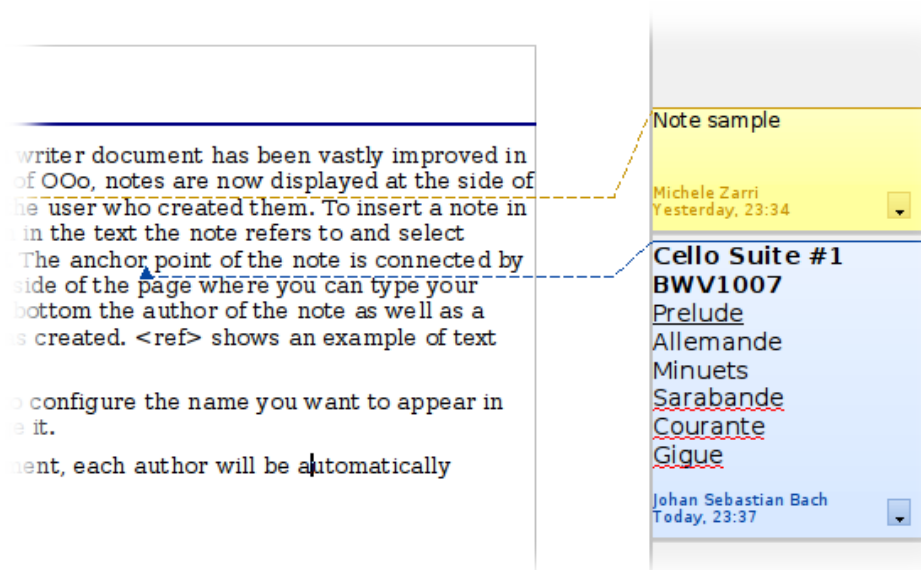 writer document has been vastly improved in
of OOo, notes are now displayed at the side of
he user who created them. To insert a note in
in the text the note refers to and select
The anchor point of the note is connected by
side of the page where you can type your
bottom the author of the note as well as a
s created. <ref> shows an example of text
o configure the name you want to appear in
e it.
ent, each author will be automatically
Note sample
Michele Zarri
Yesterday, 23:34
Cello Suite #1
BWV1007
Prelude
Allemande
Minuets
Sarabande
Courante
Gigue
Johan Sebastian Bach
Today, 23:37